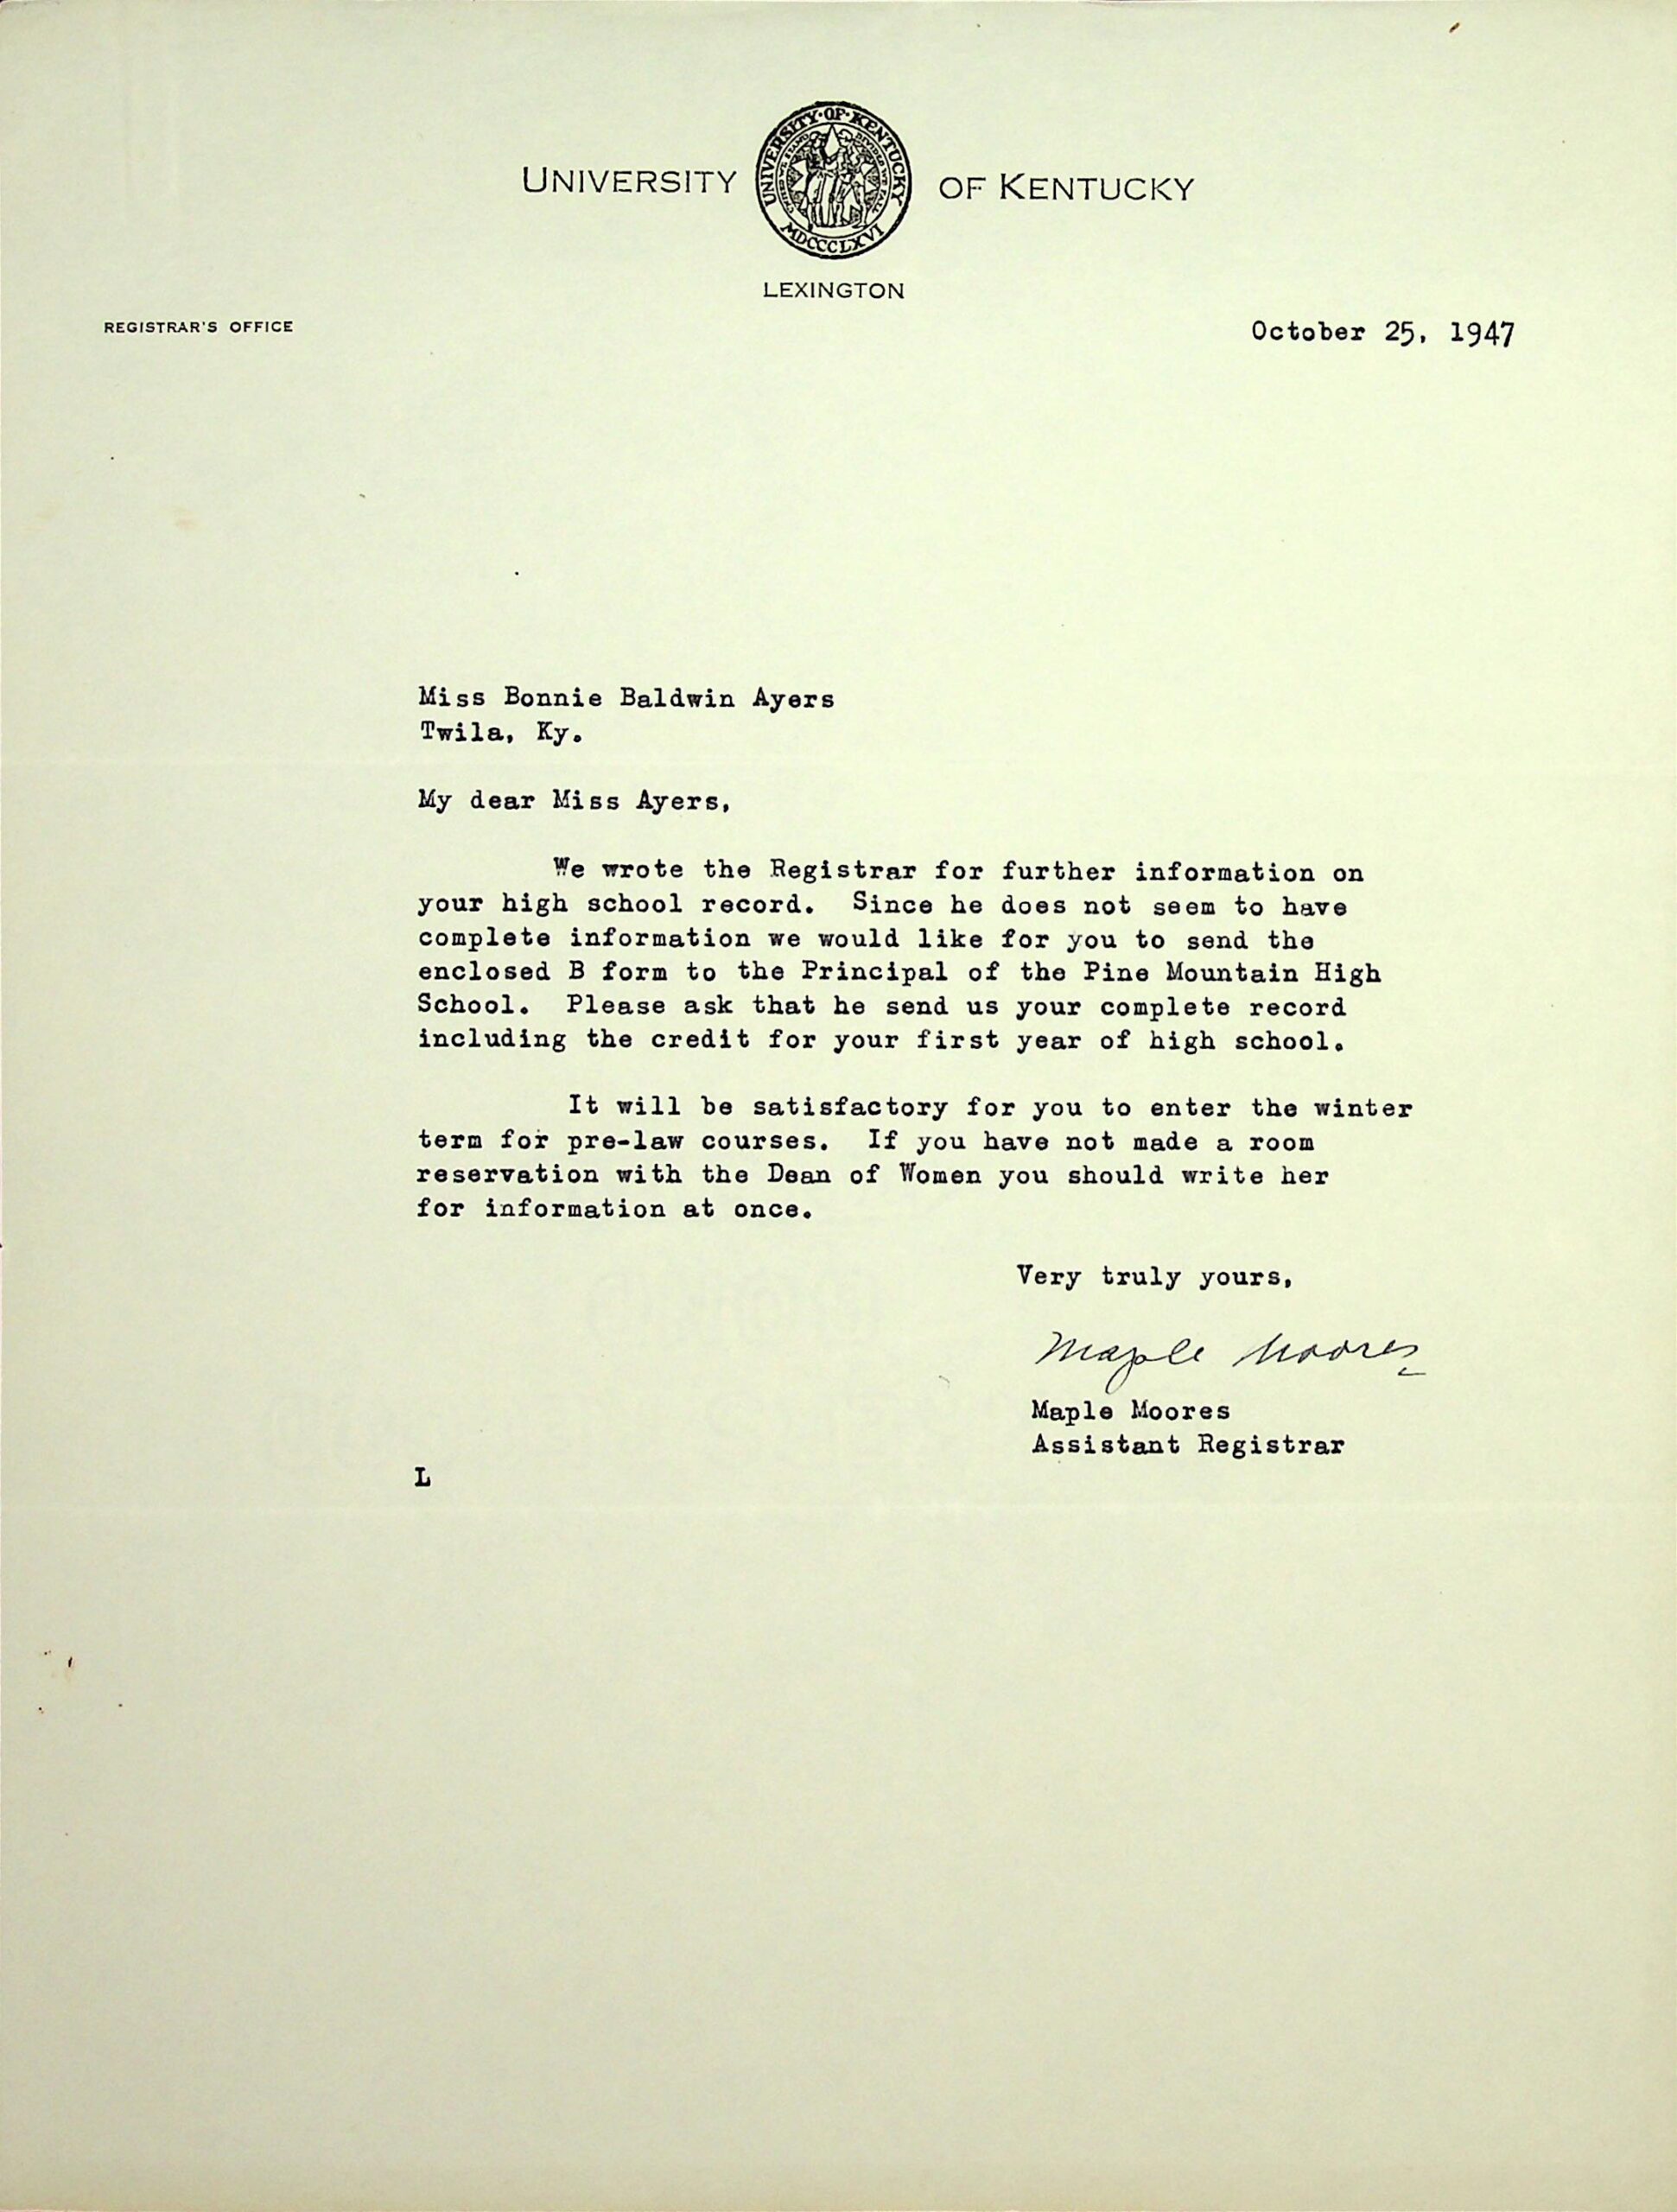 UNIVERSITY OF KENTUCKY
UNIVERSITY·OF·KENTUCKY
MDCCCLXVI
LEXINGTON
REGISTRAR'S OFFICE
October 25, 1947
Miss Bonnie Baldwin Ayers
Twila, Ky.
My dear Miss Ayers,
We wrote the Registrar for further information on
your high school record. Since he does not seem to have
complete information we would like for you to send the
enclosed B form to the Principal of the Pine Mountain High
School. Please ask that he send us your complete record
including the credit for your first year of high school.
It will be satisfactory for you to enter the winter
term for pre-law courses. If you have not made a room
reservation with the Dean of Women you should write her
for information at once.
Very truly yours,
Maple Moores
Maple Moores
Assistant Registrar
L